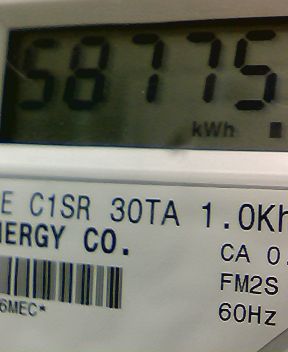 58775
kWh
E C1SR 30TA 1.0Kh
NERGY CO.
CA 0.
FM2S
6MEC*
60Hz